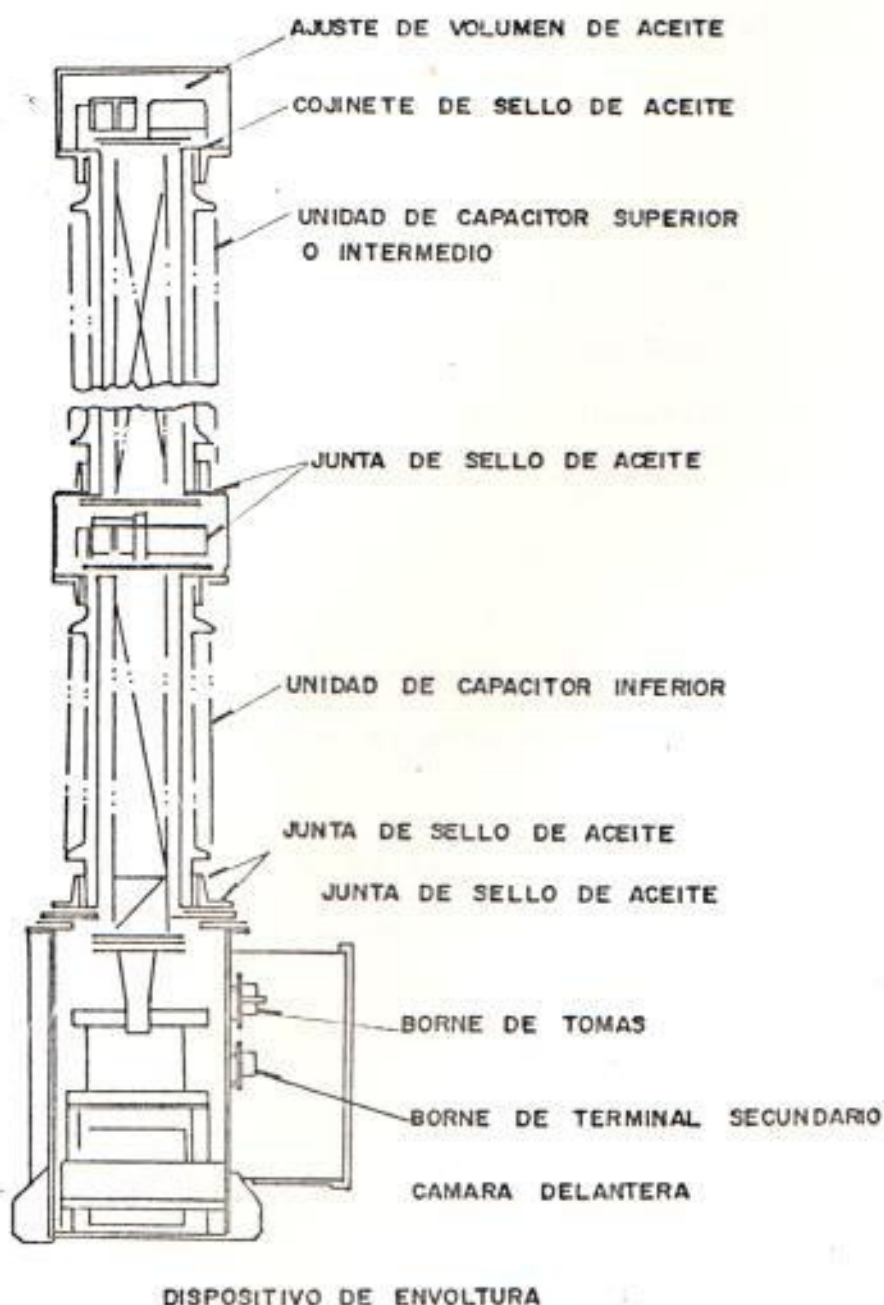 AJUSTE DE VOLUMEN DE ACEITE
COJINETE DE SELLO DE ACEITE
UNIDAD DE CAPACITOR SUPERIOR
O INTERMEDIO
JUNTA DE SELLO DE ACEITE
UNIDAD DE CAPACITOR INFERIOR
JUNTA DE SELLO DE ACEITE
JUNTA DE SELLO DE ACEITE
BORNE DE TOMAS
BORNE DE TERMINAL SECUNDARIO
CAMARA DELANTERA
DISPOSITIVO DE ENVOLTURA